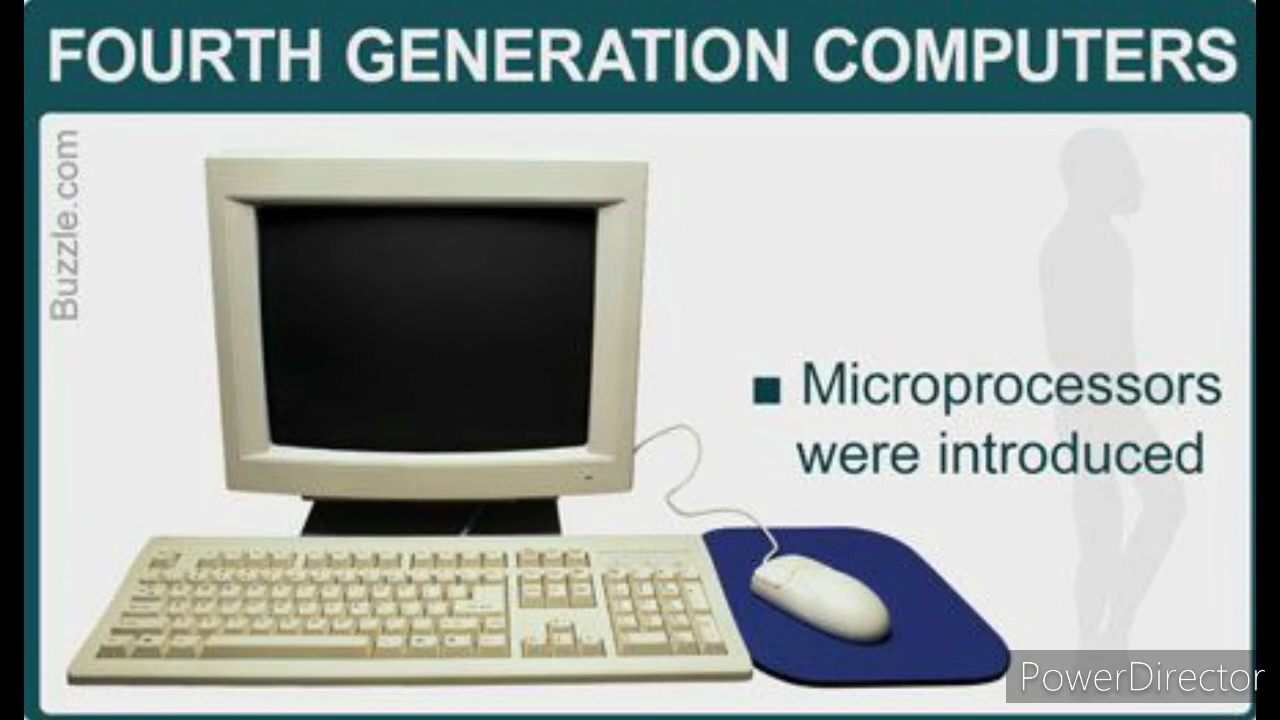 FOURTH GENERATION COMPUTERS
Buzzle.com
■ Microprocessors
were introduced
PowerDirector